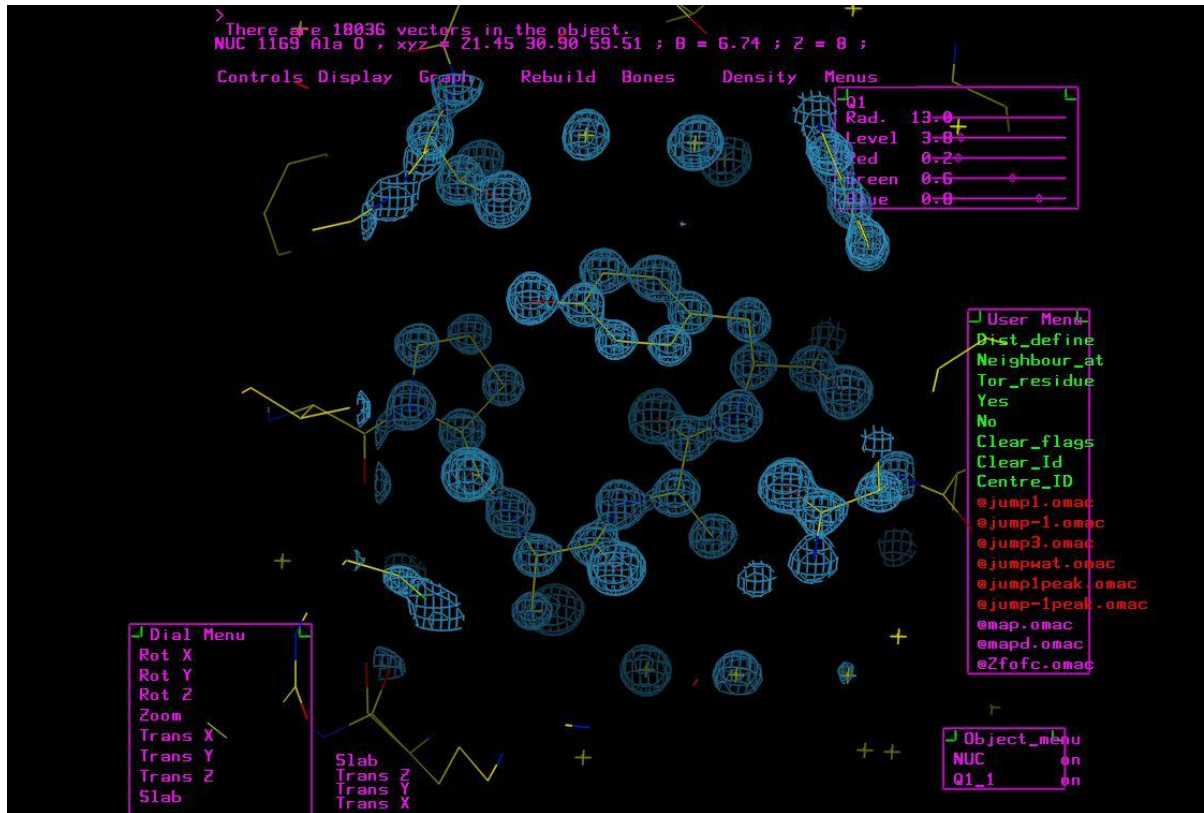 >
There are 18036 vectors in the object.
NUC 1169 Ala O , xyz = 21.45 30.90 59.51 ; B = 6.74 ; Z = 8 ;
Controls Display Graph Rebuild Bones Density Menus
Q1
Rad. 13.0
Level 3.8
Red 0.2
Green 0.6
Blue 0.8
User Menu
Dist_define
Neighbour_at
Tor_residue
Yes
No
Clear_flags
Clear_Id
Centre_ID
@jump1.omac
@jump-1.omac
@jump3.omac
@jumpwat.omac
@jump1peak.omac
@jump-1peak.omac
@map.omac
@mapd.omac
@2fofc.omac
Dial Menu
Rot X
Rot Y
Rot Z
Zoom
Trans X
Trans Y
Trans Z
Slab
Slab
Trans Z
Trans Y
Trans X
Object_menu
NUC on
Q1_1 on